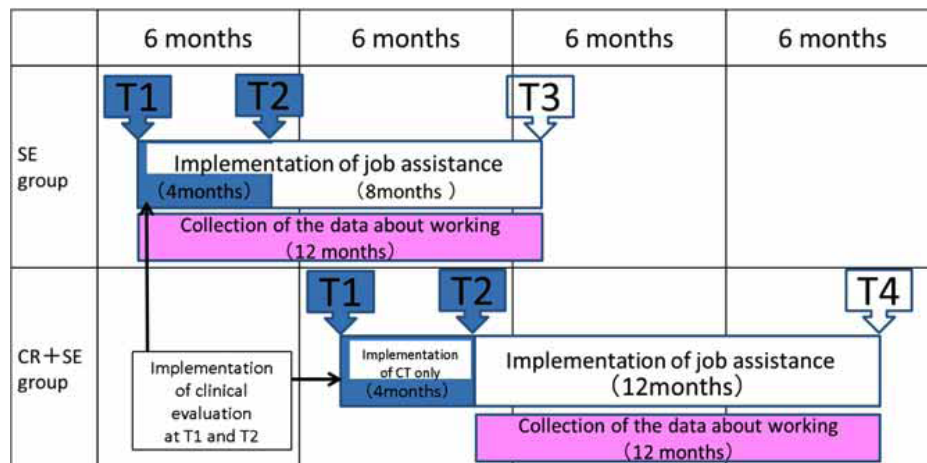 6 months
6 months
6 months
6 months
T1
T2
T3
SE
group
Implementation of job assistance
（4months）
（8months ）
Collection of the data about working
（12 months）
T1
T2
T4
CR＋SE
group
Implementation
of clinical
evaluation
at T1 and T2
Implementation
of CT only
（4months）
Implementation of job assistance
（12months）
Collection of the data about working
（12 months）